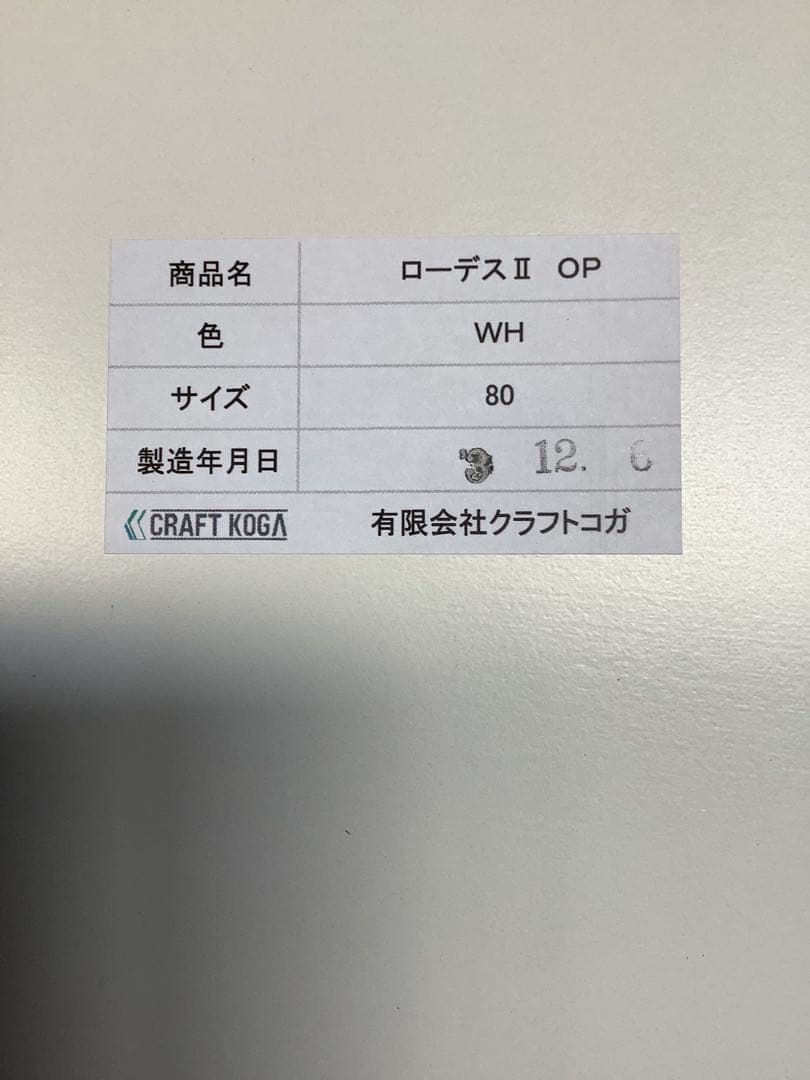 商品名 ローデスⅡ OP
色 WH
サイズ 80
製造年月日 '3 12. 6
CRAFT KOGA 有限会社クラフトコガ